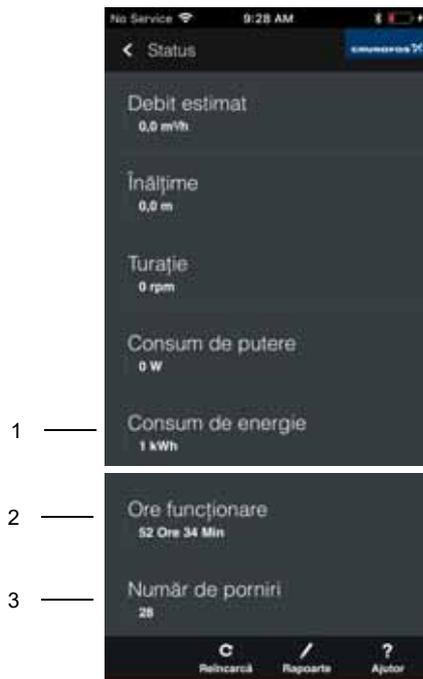 No Service 9:28 AM
Status GRUNDFOS
Debit estimat
0,0 m³/h
Înălțime
0,0 m
Turație
0 rpm
Consum de putere
0 W
1 Consum de energie
1 kWh
2 Ore funcționare
52 Ore 34 Min
3 Număr de porniri
28
Reîncarcă Rapoarte ? Ajutor